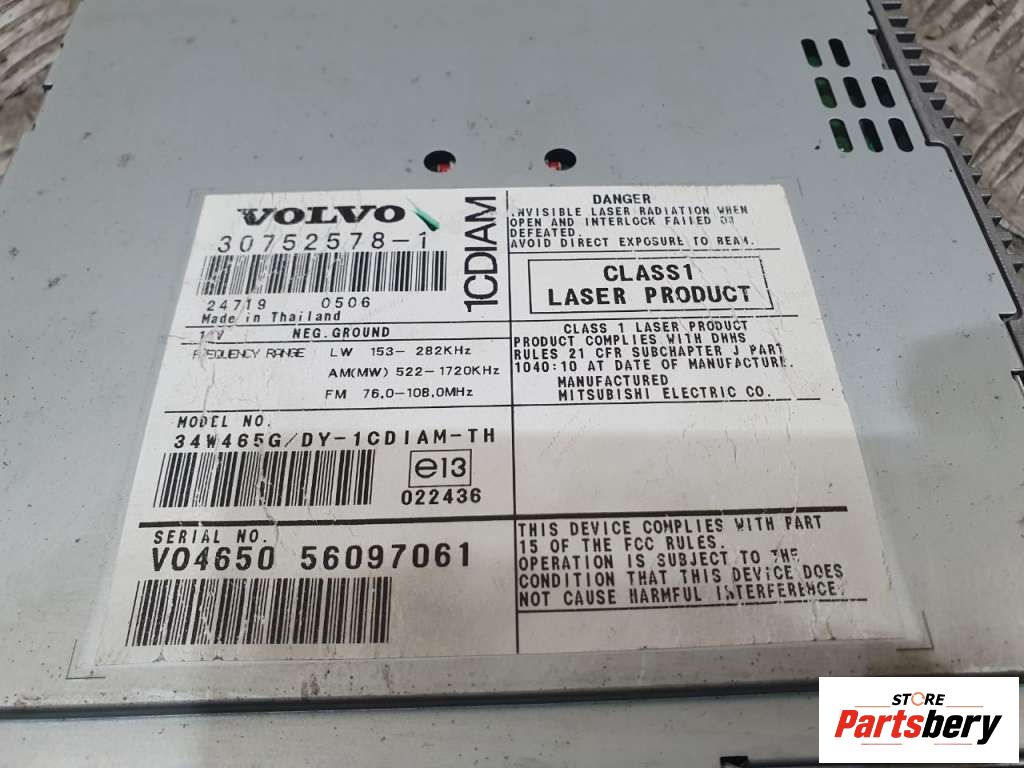 VOLVO
30752578-1
24719 0506
Made in Thailand
1CDIAM
12V NEG.GROUND
FREQUENCY RANGE LW 153-282KHz
AM(MW) 522-1720KHz
FM 76.0-108.0MHz
MODEL NO.
34W465G/DY-1CDIAM-TH
e13
022436
SERIAL NO.
VO4650 56097061
DANGER
INVISIBLE LASER RADIATION WHEN
OPEN AND INTERLOCK FAILED OR
DEFEATED.
AVOID DIRECT EXPOSURE TO BEAM.
CLASS1
LASER PRODUCT
CLASS 1 LASER PRODUCT
PRODUCT COMPLIES WITH DHHS
RULES 21 CFR SUBCHAPTER J PART
1040:10 AT DATE OF MANUFACTURE.
MANUFACTURED
MITSUBISHI ELECTRIC CO.
THIS DEVICE COMPLIES WITH PART
15 OF THE FCC RULES.
OPERATION IS SUBJECT TO THE
CONDITION THAT THIS DEVICE DOES
NOT CAUSE HARMFUL INTERFERENCE.
STORE
Partsbery